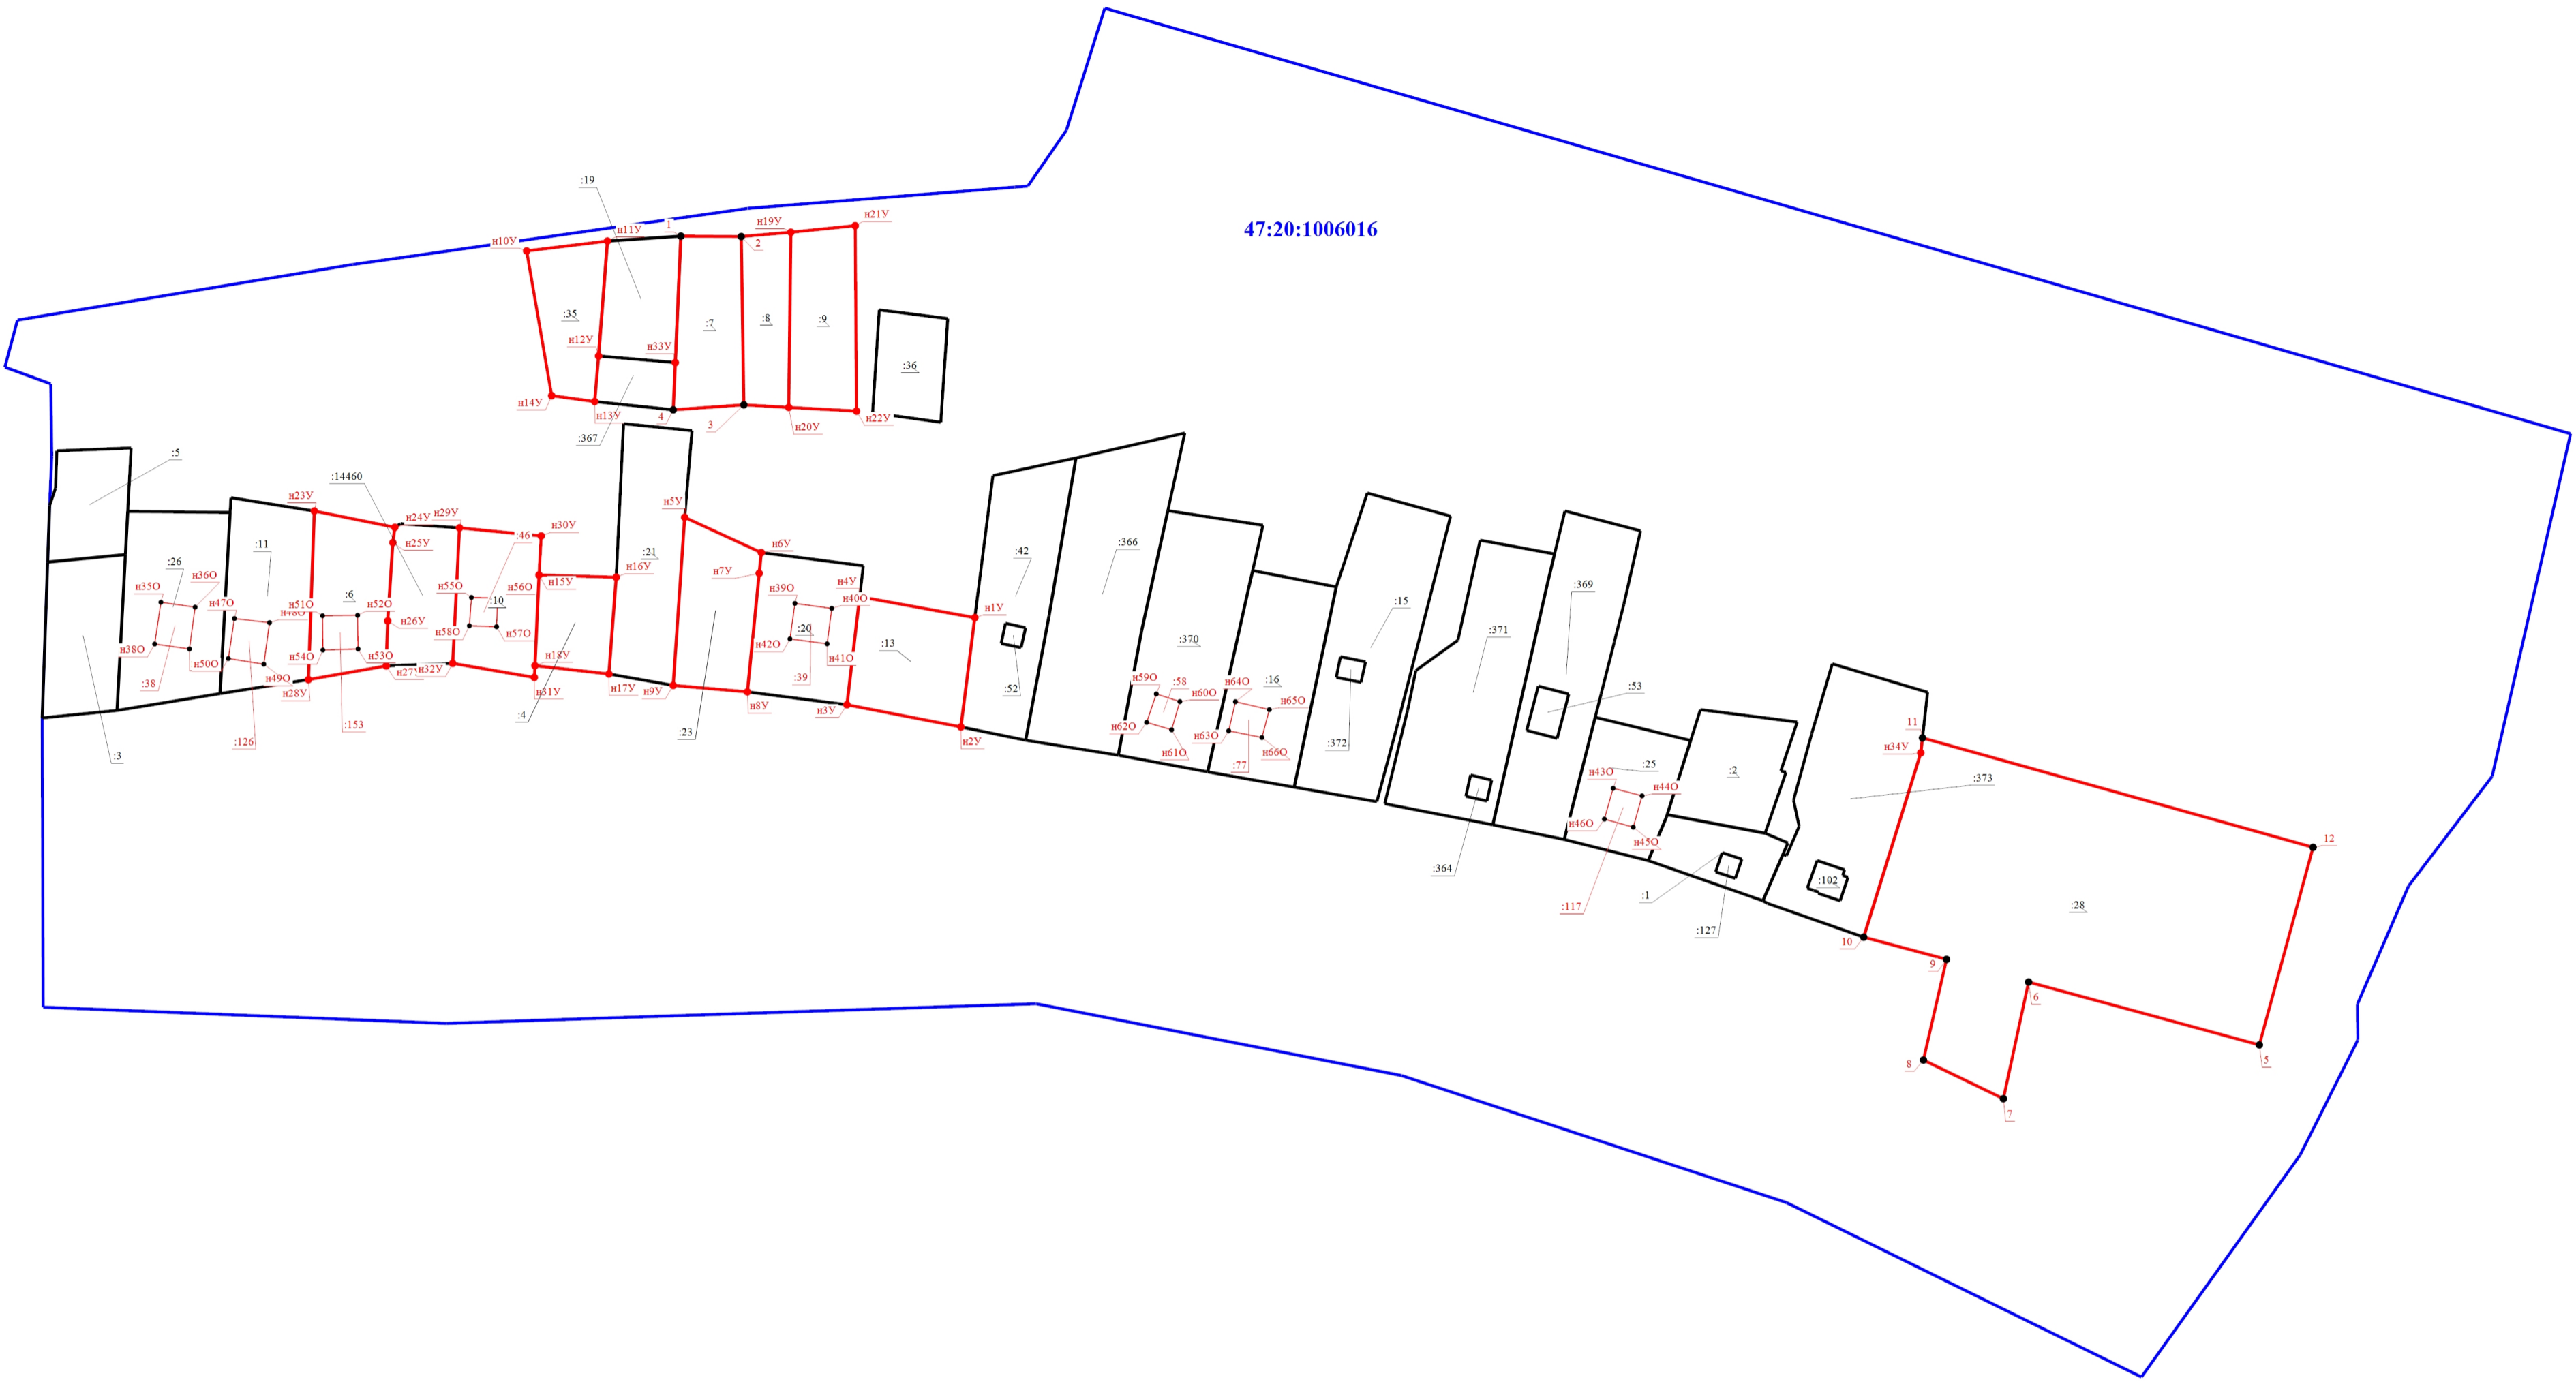 :19
н10У
н11У
1
н19У
н21У
2
47:20:1006016
:35
:7
:8
:9
н12У
н33У
:36
н14У
н13У
4
3
н20У
н22У
:367
:5
:14460
н23У
н24У
н29У
н25У
:46
н30У
н5У
:11
:21
н6У
н7У
:42
:366
:26
н35О
н36О
н47О
н48О
н51О
:6
н52О
н26У
н55О
н56О
:10
н15У
н16У
н58О
н57О
н39О
н4У
н40О
н1У
:20
н42О
н41О
:13
:52
:370
:15
:371
:369
н38О
н50О
н49О
н54О
н53О
н27У
н32У
н18У
н31У
н28У
н17У
н9У
н8У
н3У
н2У
:38
:126
:153
:3
:4
:23
:39
н59О
:58
н60О
н62О
н61О
н64О
:16
н65О
н63О
н66О
:77
:372
:53
:364
:25
н43О
н44О
н46О
н45О
:117
:2
:1
:127
11
н34У
:373
:102
12
:28
10
9
6
8
7
5